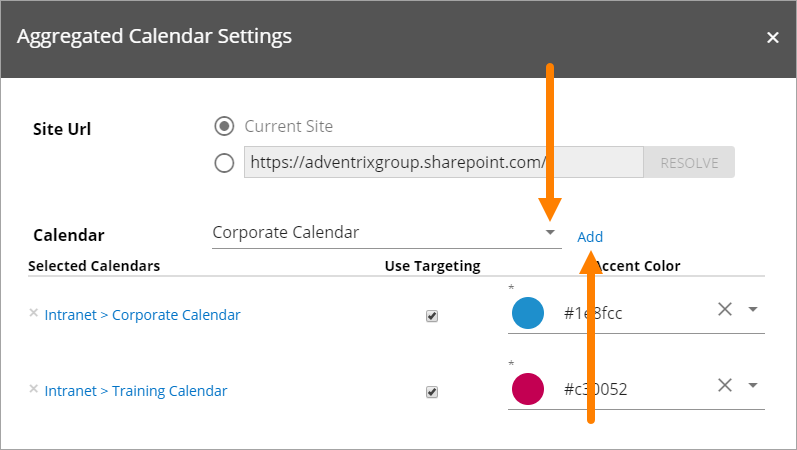 Aggregated Calendar Settings
Site Url
Current Site
https://adventrixgroup.sharepoint.com/
RESOLVE
Calendar
Corporate Calendar
Add
Selected Calendars Use Targeting Accent Color
*
Intranet > Corporate Calendar
#1e8fcc
*
Intranet > Training Calendar
#c30052